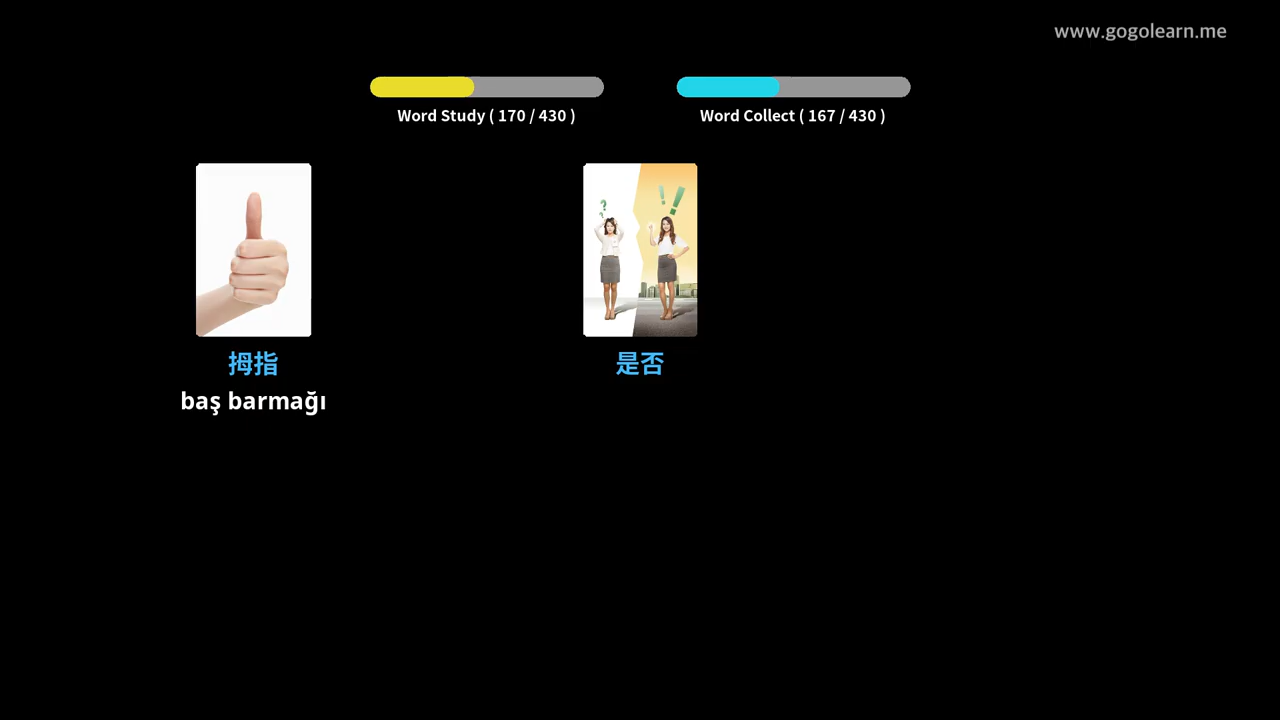 www.gogolearn.me
Word Study ( 170 / 430 )
Word Collect ( 167 / 430 )
拇指
是否
baş barmağı